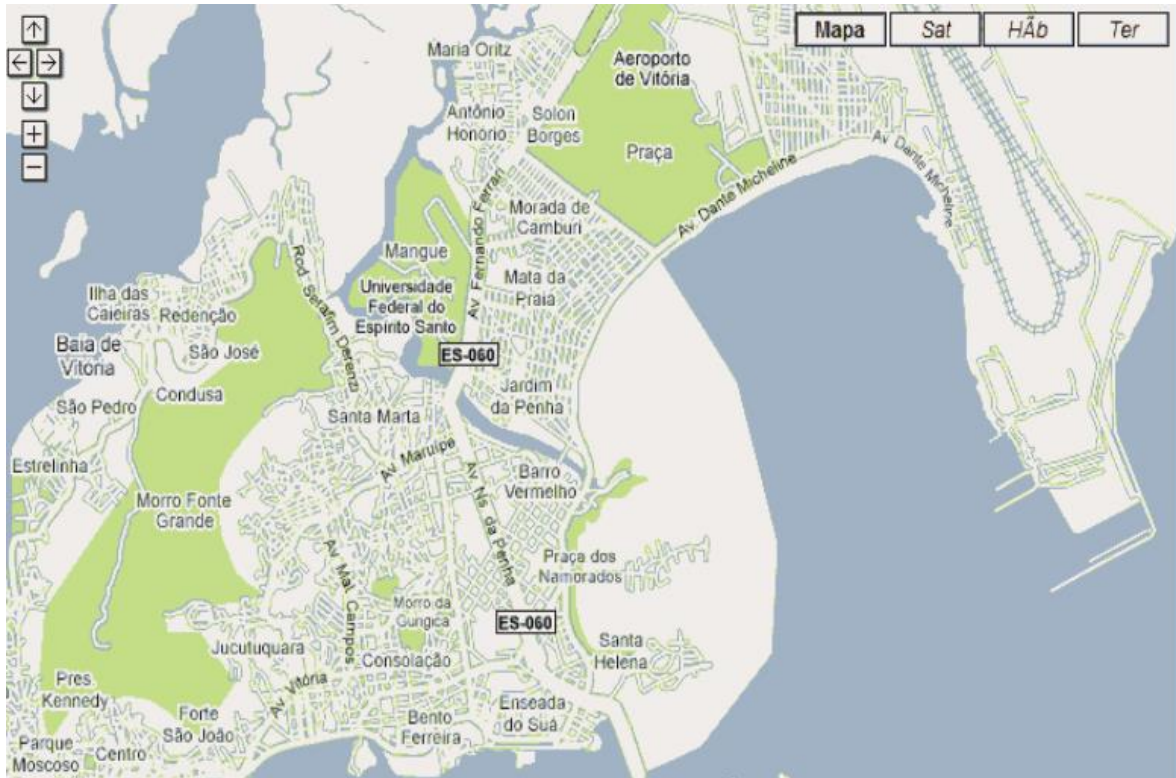 Mapa
Sat
HÃb
Ter
Maria Oritz
Aeroporto
de Vitória
Antônio
Honório
Solon
Borges
Praça
Av. Dante Micheline
Av. Dante Micheline
Av Fernando Ferrari
Morada de
Camburi
Mangue
Mata da
Praia
Universidade
Federal do
Espírito Santo
Rod. Serafim Derenzi
Ilha das
Caieiras
Redenção
Baia de
Vitória
São José
ES-060
Condusa
São Pedro
Santa Marta
Jardim
da Penha
Av. Maruípe
Av. Ns. da Penha
Estrelinha
Barro
Vermelho
Morro Fonte
Grande
Av. Mal. Campos
Praça dos
Namorados
Morro da
Gurigica
ES-060
Jucutuquara
Consolação
Santa
Helena
Pres.
Kennedy
Av. Vitória
Forte
São João
Bento
Ferreira
Enseada
do Suá
Parque
Moscoso
Centro